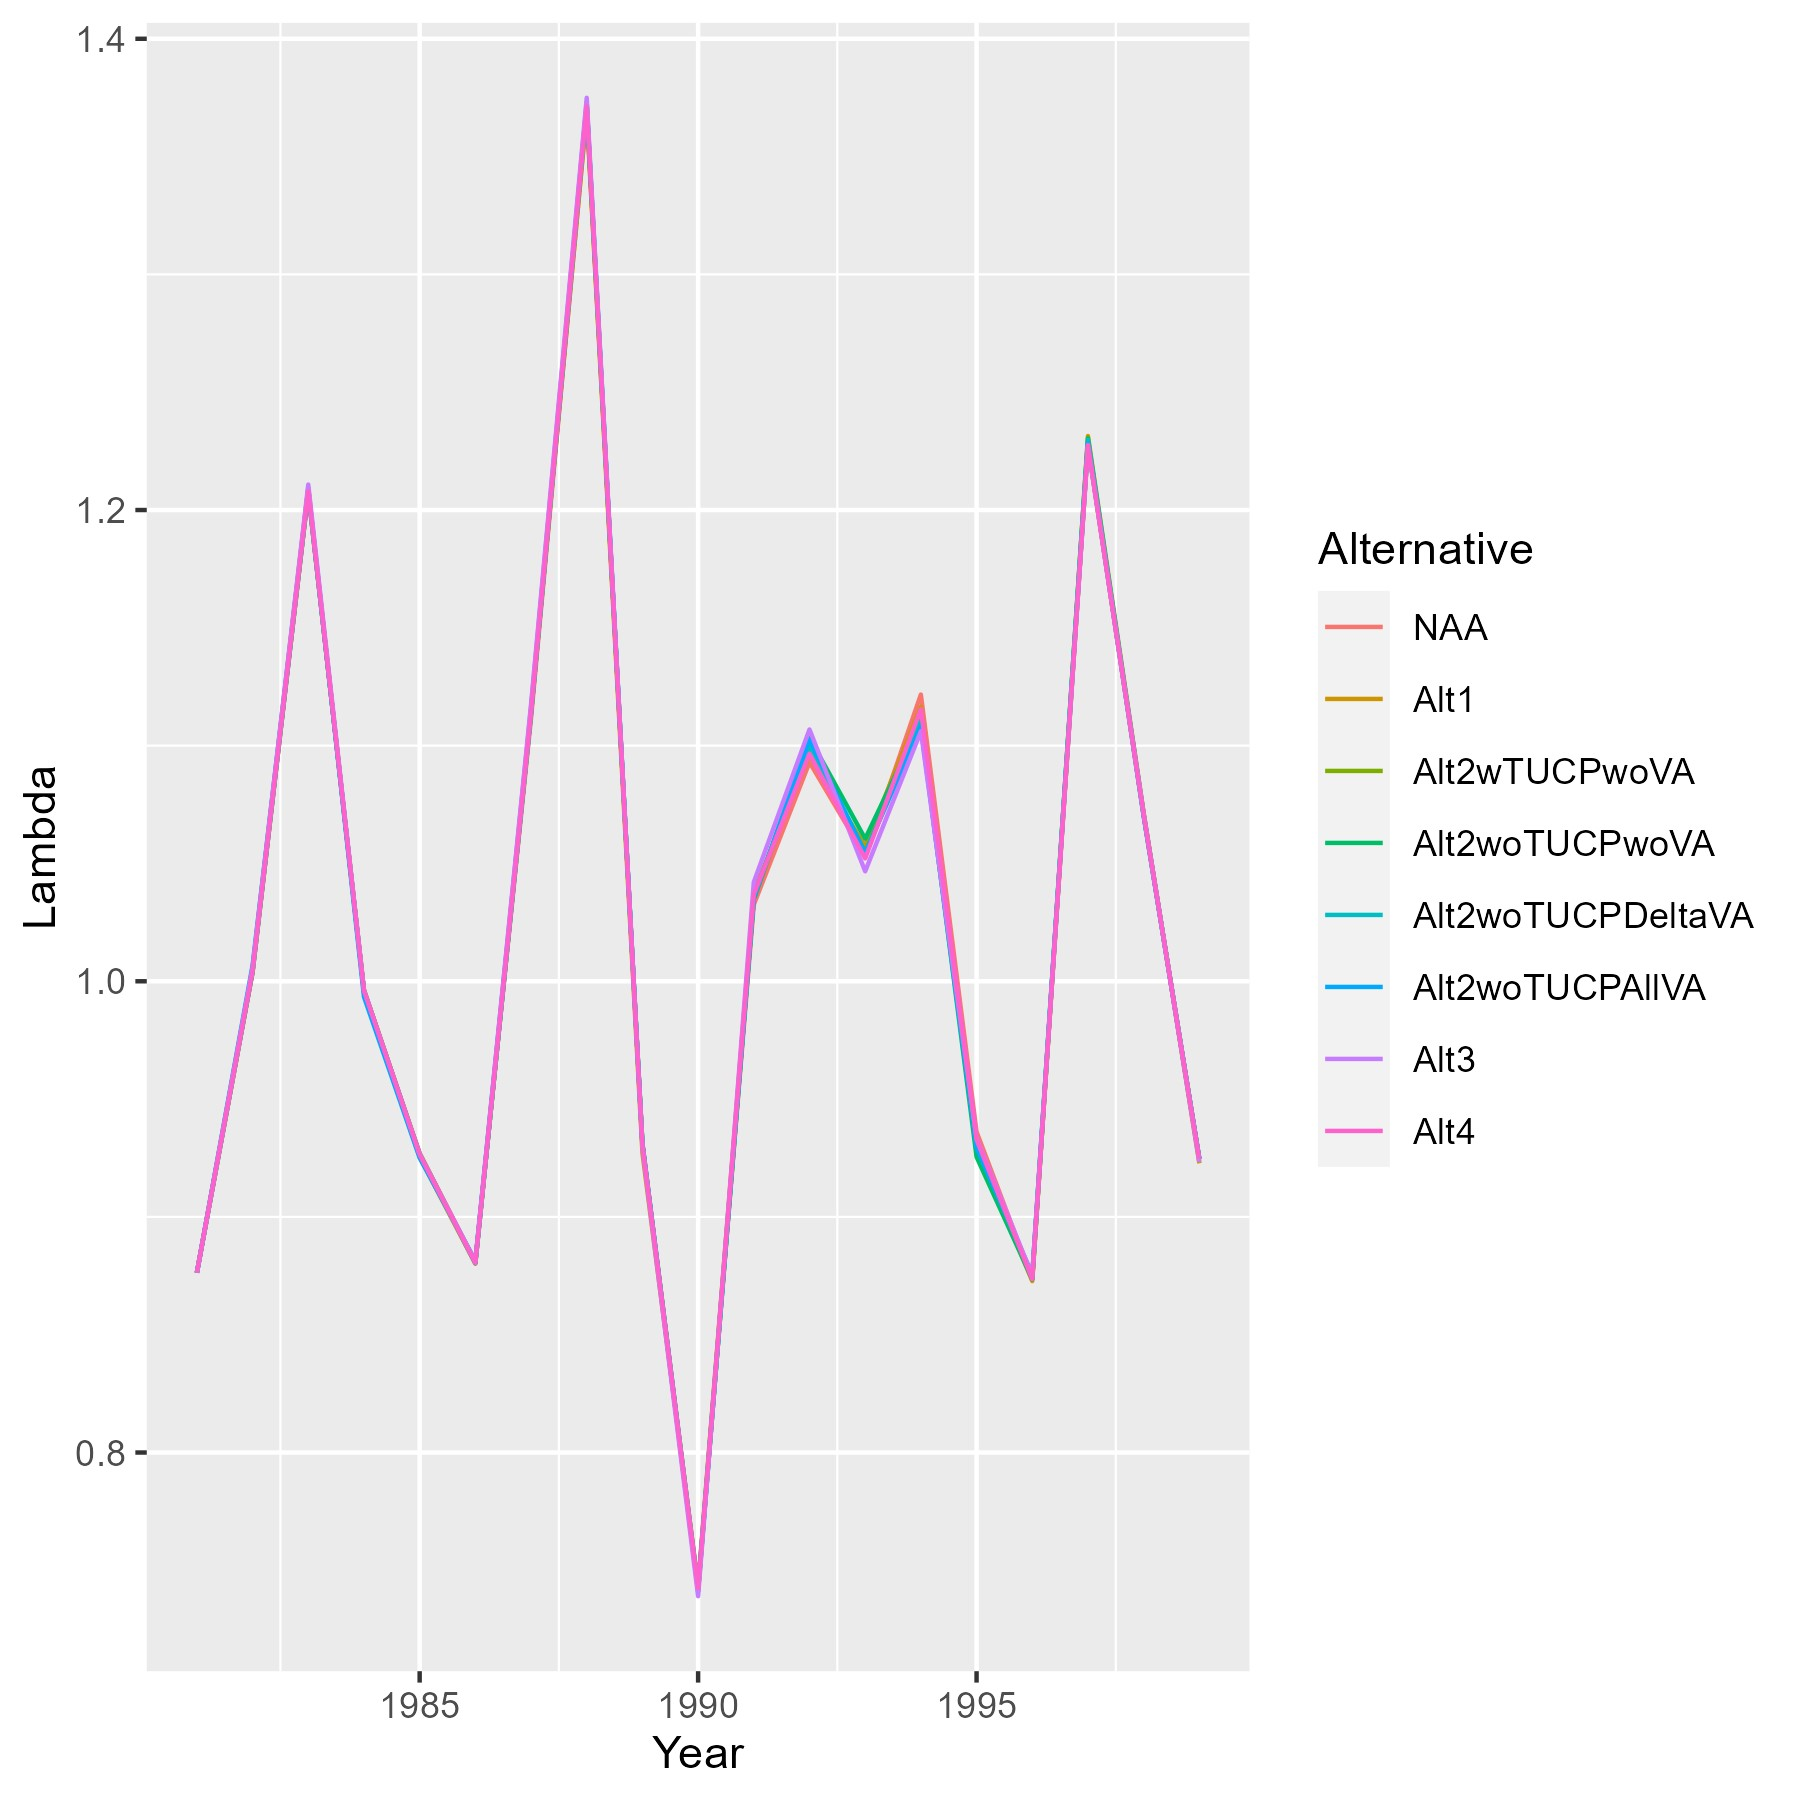 1.4
1.2
1.0
0.8
Lambda
1985
1990
1995
Year
Alternative
NAA
Alt1
Alt2wTUCPwoVA
Alt2woTUCPwoVA
Alt2woTUCPDeltaVA
Alt2woTUCPAllVA
Alt3
Alt4